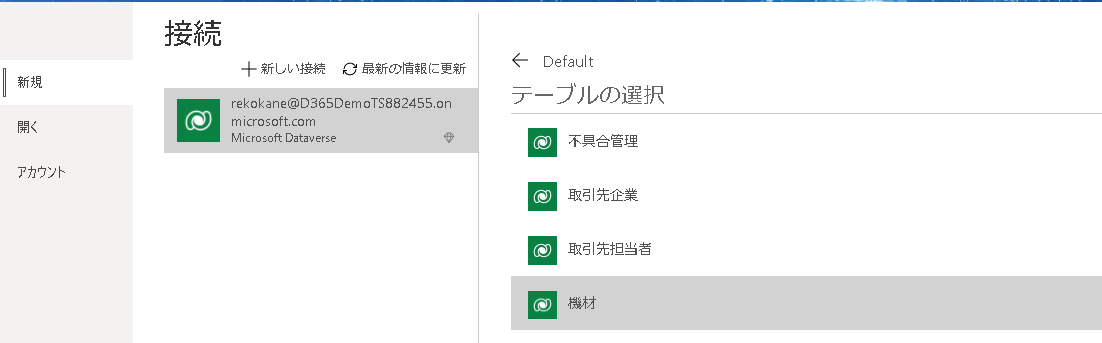 接続
新しい接続 最新の情報に更新
新規
開く
アカウント
rekokane@D365DemoTS882455.on
microsoft.com
Microsoft Dataverse
Default
テーブルの選択
不具合管理
取引先企業
取引先担当者
機材